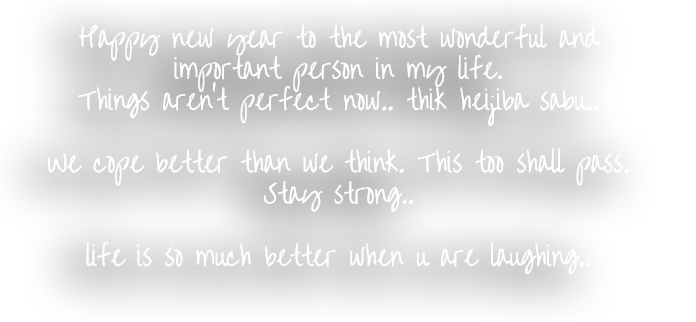 Happy new year to the most wonderful and
important person in my life.
Things aren't perfect now.. thik heijiba sabu...
We cope better than we think. This too shall pass.
Stay strong..
life is so much better when u are laughing..